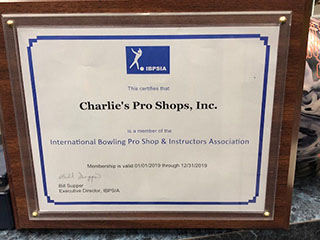 IBPSIA
This certifies that
Charlie's Pro Shops, Inc.
is a member of the
International Bowling Pro Shop & Instructors Association
Membership is valid 01/01/2019 through 12/31/2019
Bill Supper
Executive Director, IBPSIA